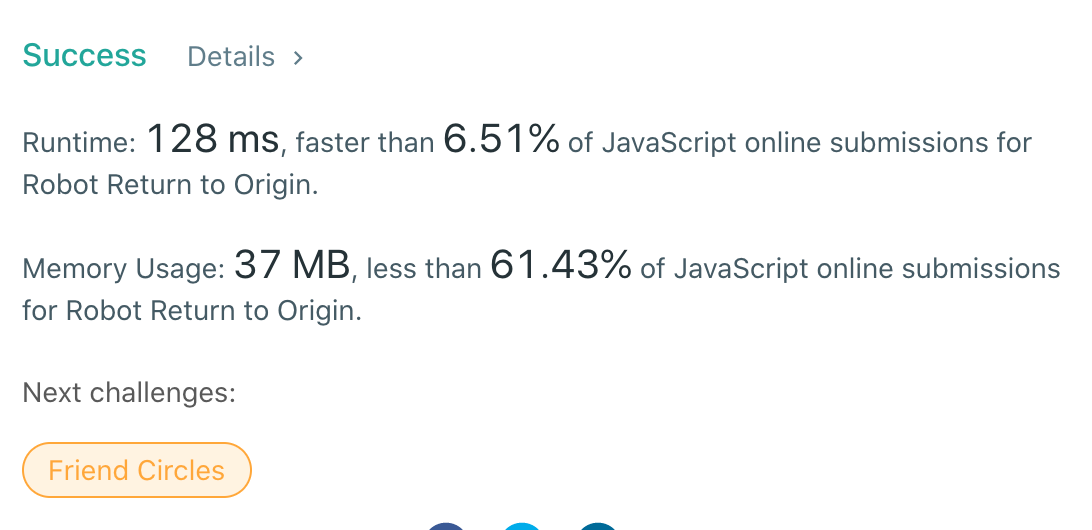 Success Details >
Runtime: 128 ms, faster than 6.51% of JavaScript online submissions for
Robot Return to Origin.
Memory Usage: 37 MB, less than 61.43% of JavaScript online submissions
for Robot Return to Origin.
Next challenges:
Friend Circles